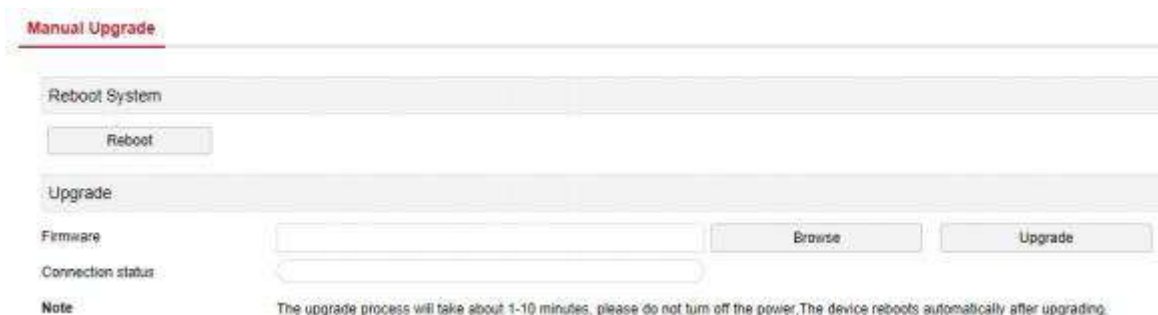 Manual Upgrade
Reboot System
Reboot
Upgrade
Firmware Browse Upgrade
Connection status
Note The upgrade process will take about 1-10 minutes, please do not turn off the power.The device reboots automatically after upgrading.